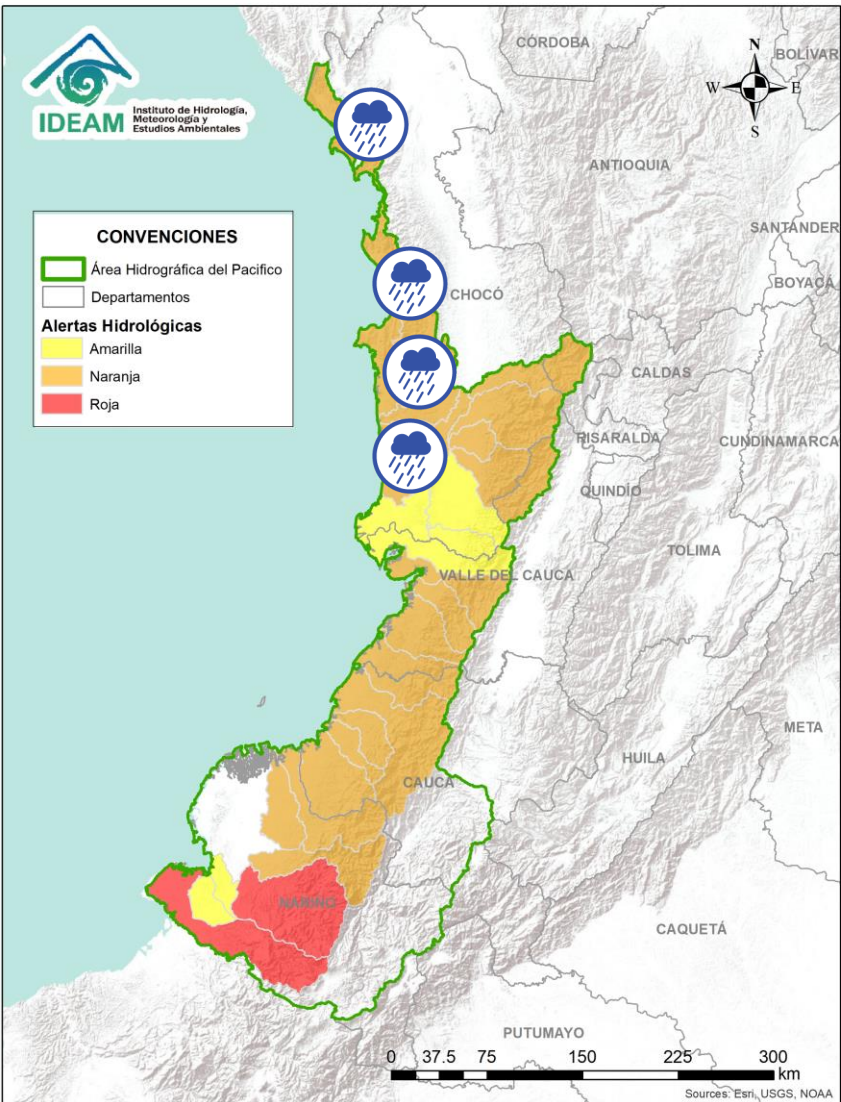 IDEAM
Instituto de Hidrología,
Meteorología y
Estudios Ambientales
CÓRDOBA
BOLÍVAR
N
W
E
S
ANTIOQUIA
SANTANDER
BOYACÁ
CONVENCIONES
Área Hidrográfica del Pacifico
Departamentos
Alertas Hidrológicas
Amarilla
Naranja
Roja
CHOCÓ
CALDAS
RISARALDA
CUNDINAMARCA
QUINDÍO
TOLIMA
VALLE DEL CAUCA
META
HUILA
CAUCA
NARIÑO
CAQUETÁ
PUTUMAYO
0 37.5 75 150 225 300
km
Sources: Esri, USGS, NOAA